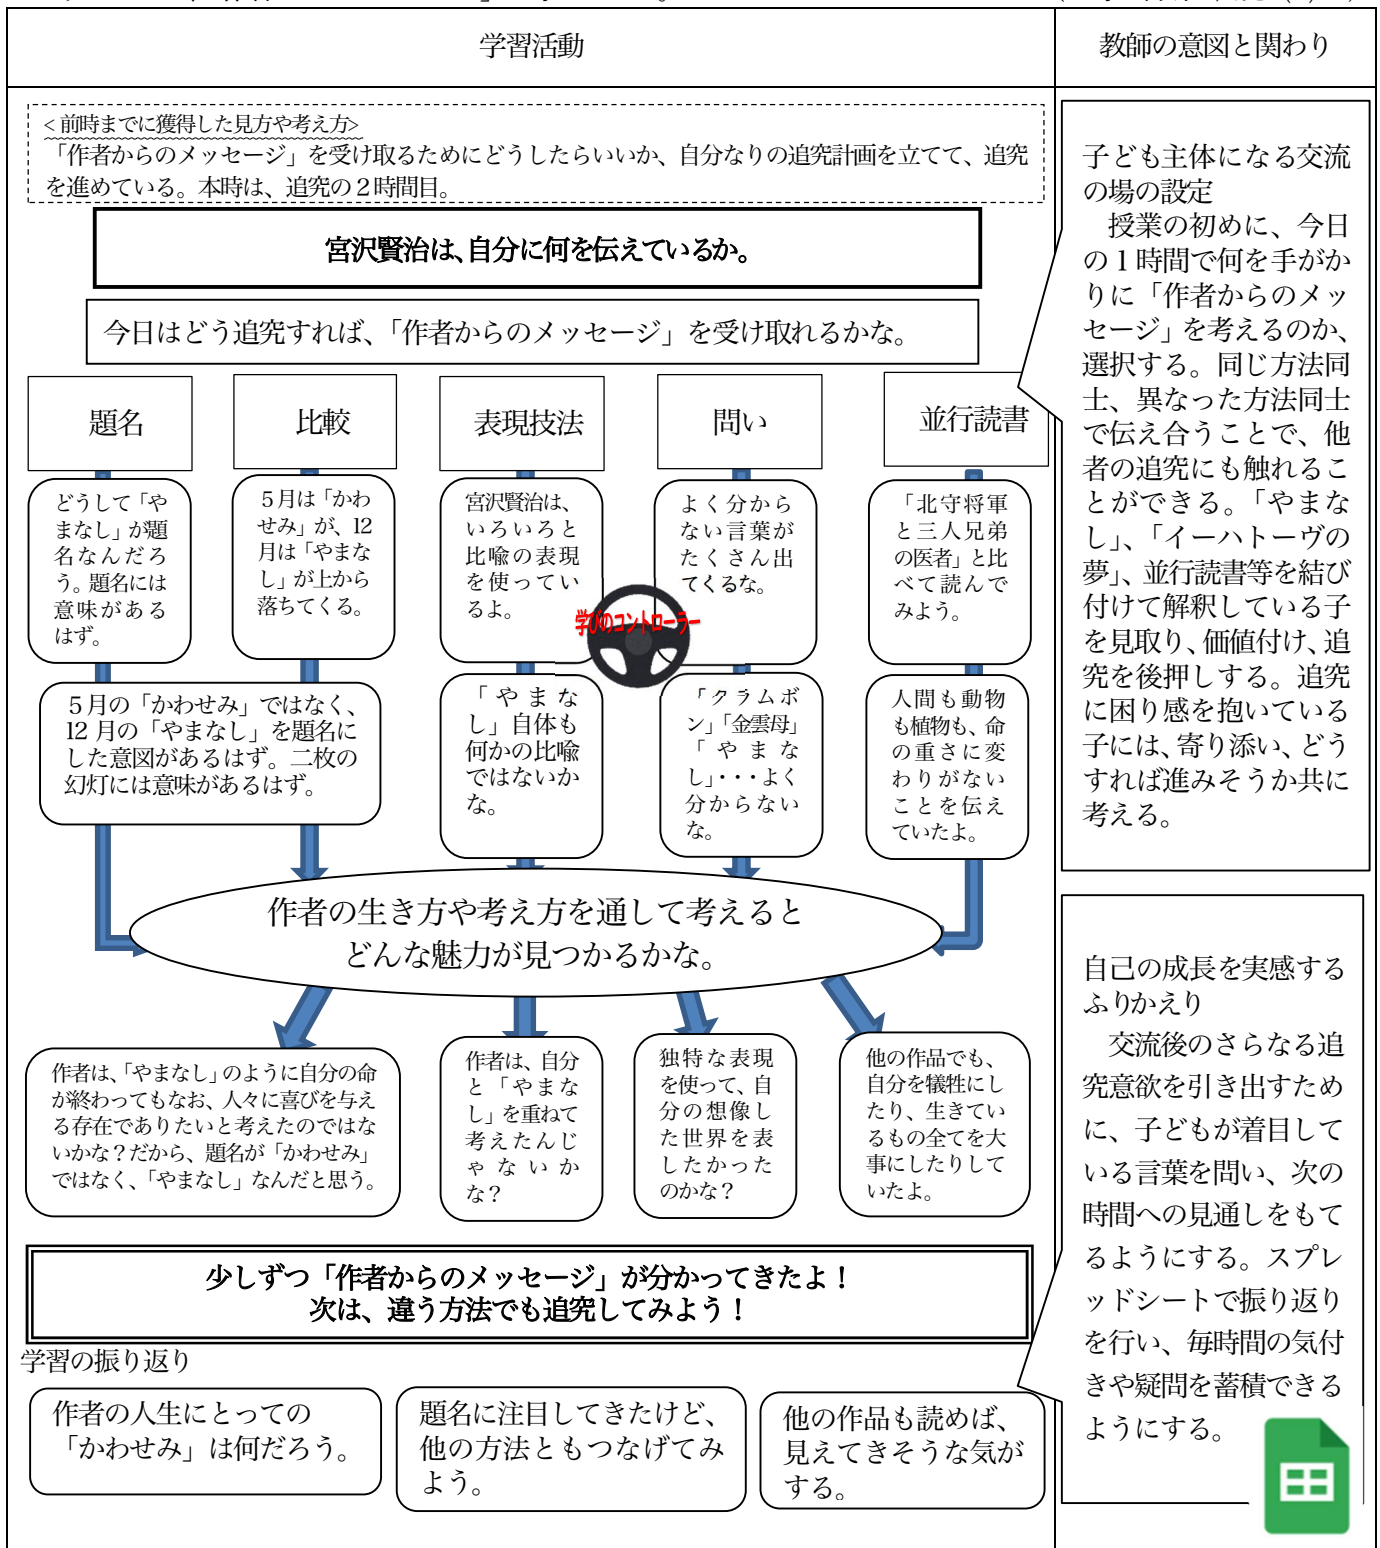 学習活動
教師の意図と関わり
<前時までに獲得した見方や考え方>
「作者からのメッセージ」を受け取るためにどうしたらいいか、自分なりの追究計画を立てて、追究
を進めている。本時は、追究の２時間目。
宮沢賢治は、自分に何を伝えているか。
今日はどう追究すれば、「作者からのメッセージ」を受け取れるかな。
題名
比較
表現技法
問い
並行読書
どうして「や
まなし」が題
名なんだろ
う。題名には
意味がある
はず。
５月は「かわ
せみ」が、12
月は「やまな
し」が上から
落ちてくる。
宮沢賢治は、
いろいろと
比喩の表現
を使ってい
るよ。
よく分から
ない言葉が
たくさん出
てくるな。
「北守将軍
と三人兄弟
の医者」と比
べて読んで
みよう。
学びのコントローラー
５月の「かわせみ」ではなく、
12 月の「やまなし」を題名に
した意図があるはず。二枚の
幻灯には意味があるはず。
「やまな
し」自体も
何かの比喩
ではないか
な。
「クラムボ
ン」「金雲母」
「やまな
し」・・・よく
分からない
な。
人間も動物
も植物も、命
の重さに変
わりがない
ことを伝え
ていたよ。
作者の生き方や考え方を通して考えると
どんな魅力が見つかるかな。
作者は、「やまなし」のように自分の命
が終わってもなお、人々に喜びを与え
る存在でありたいと考えたのではな
いかな？だから、題名が「かわせみ」
ではなく、「やまなし」なんだと思う。
作者は、自分
と「やまな
し」を重ねて
考えたんじ
ゃないか
な？
独特な表現
を使って、自
分の想像し
た世界を表
したかった
のかな？
他の作品でも、
自分を犠牲にし
たり、生きてい
るもの全てを大
事にしたりして
いたよ。
少しずつ「作者からのメッセージ」が分かってきたよ！
次は、違う方法でも追究してみよう！
学習の振り返り
作者の人生にとっての
「かわせみ」は何だろう。
題名に注目してきたけど、
他の方法ともつなげてみ
よう。
他の作品も読めば、
見えてきそうな気が
する。
子ども主体になる交流
の場の設定
授業の初めに、今日
の１時間で何を手がか
りに「作者からのメッ
セージ」を考えるのか、
選択する。同じ方法同
士、異なった方法同士
で伝え合うことで、他
者の追究にも触れるこ
とができる。「やまな
し」、「イーハトーヴの
夢」、並行読書等を結び
付けて解釈している子
を見取り、価値付け、追
究を後押しする。追究
に困り感を抱いている
子には、寄り添い、どう
すれば進みそうか共に
考える。
自己の成長を実感する
ふりかえり
交流後のさらなる追
究意欲を引き出すため
に、子どもが着目して
いる言葉を問い、次の
時間への見通しをもて
るようにする。スプレ
ッドシートで振り返り
を行い、毎時間の気付
きや疑問を蓄積できる
ようにする。